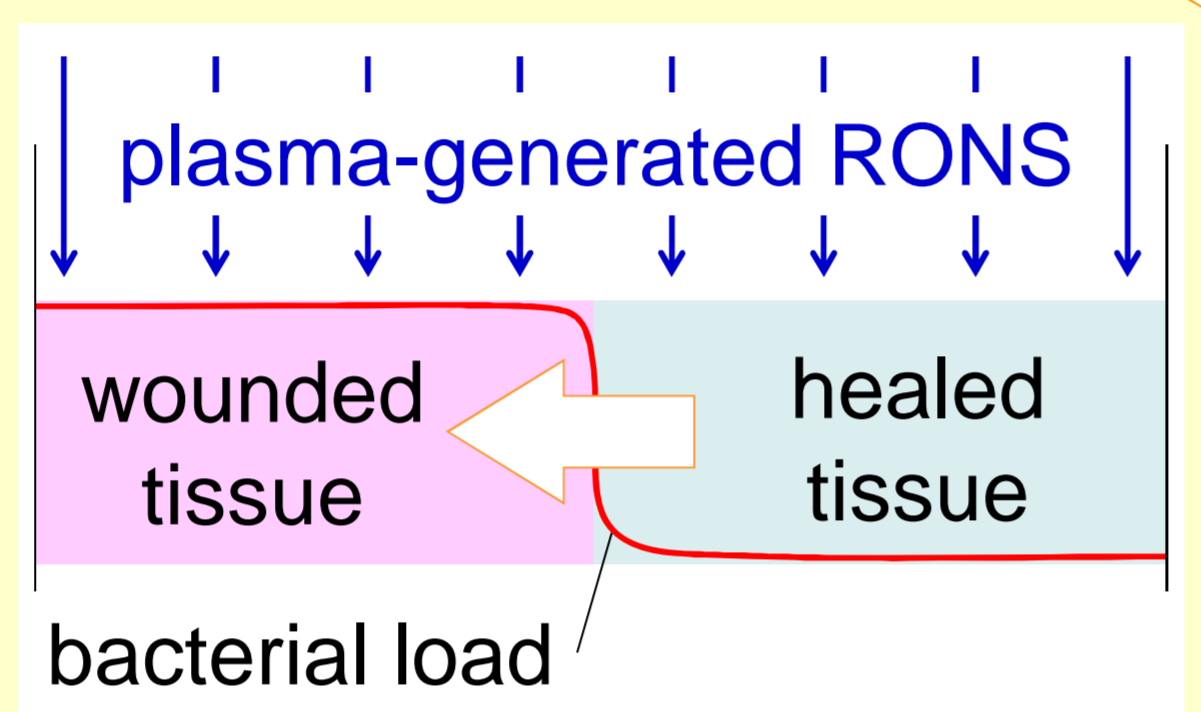 plasma-generated RONS
wounded
tissue
healed
tissue
bacterial load